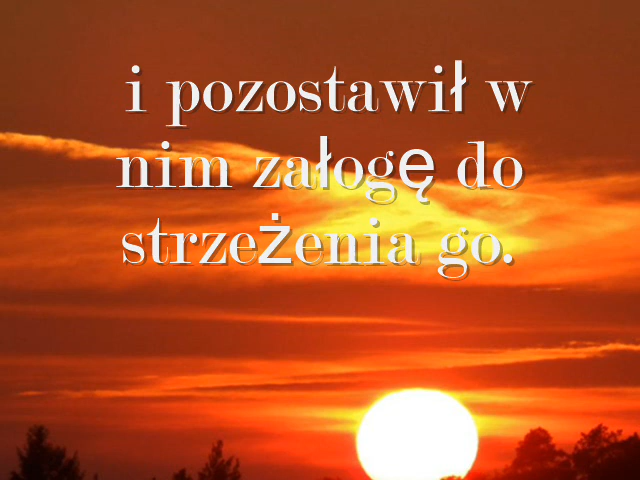 i pozostawił w
nim załogę do
strzeżenia go.